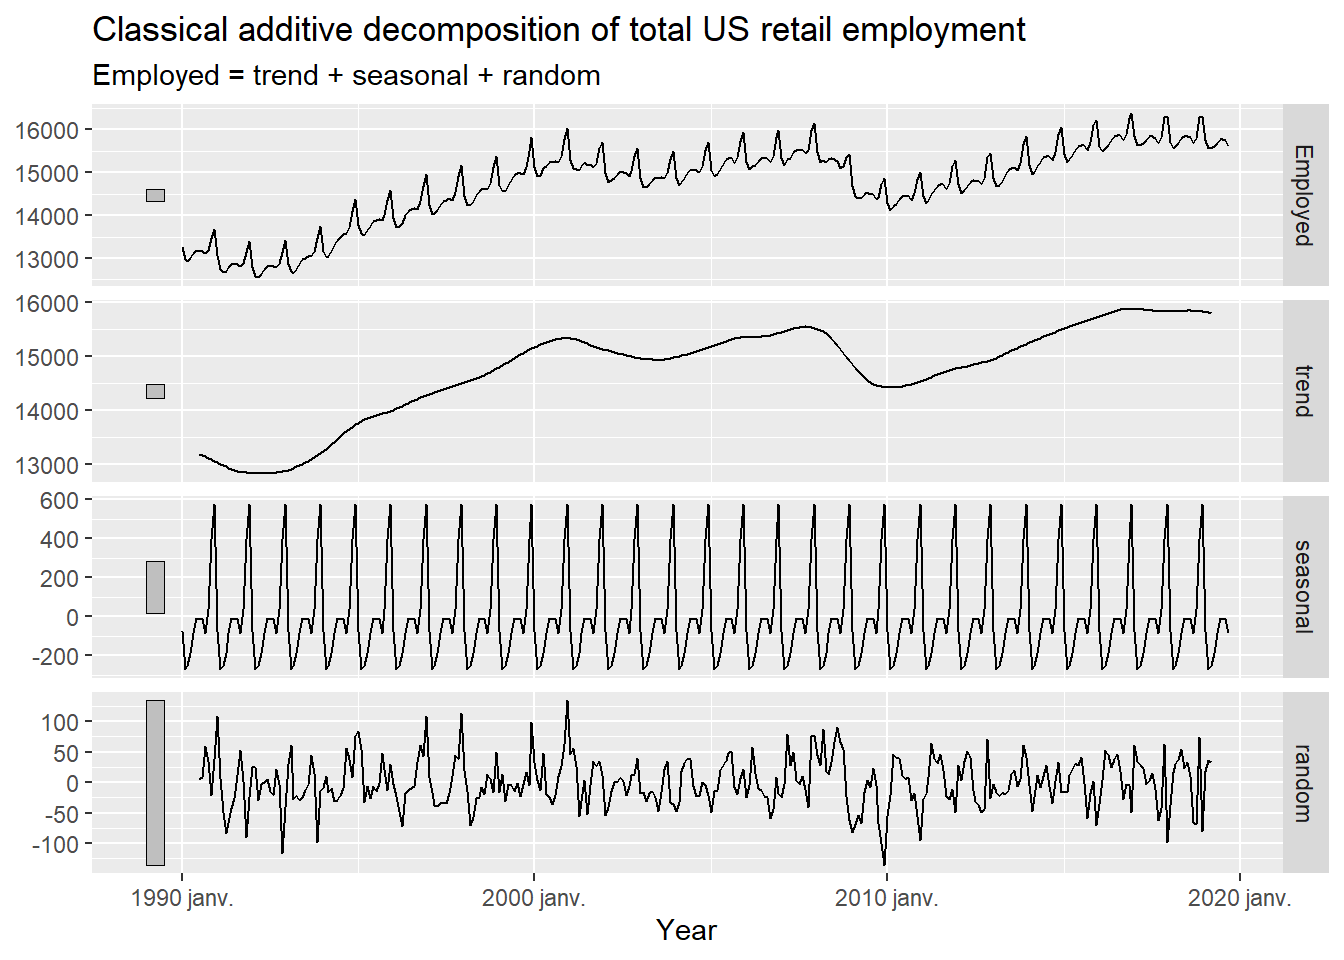 Classical additive decomposition of total US retail employment
Employed = trend + seasonal + random
16000
15000
14000
13000
Employed
16000
15000
14000
13000
trend
600
400
200
0
-200
seasonal
100
50
0
-50
-100
random
1990 janv.
2000 janv.
2010 janv.
2020 janv.
Year